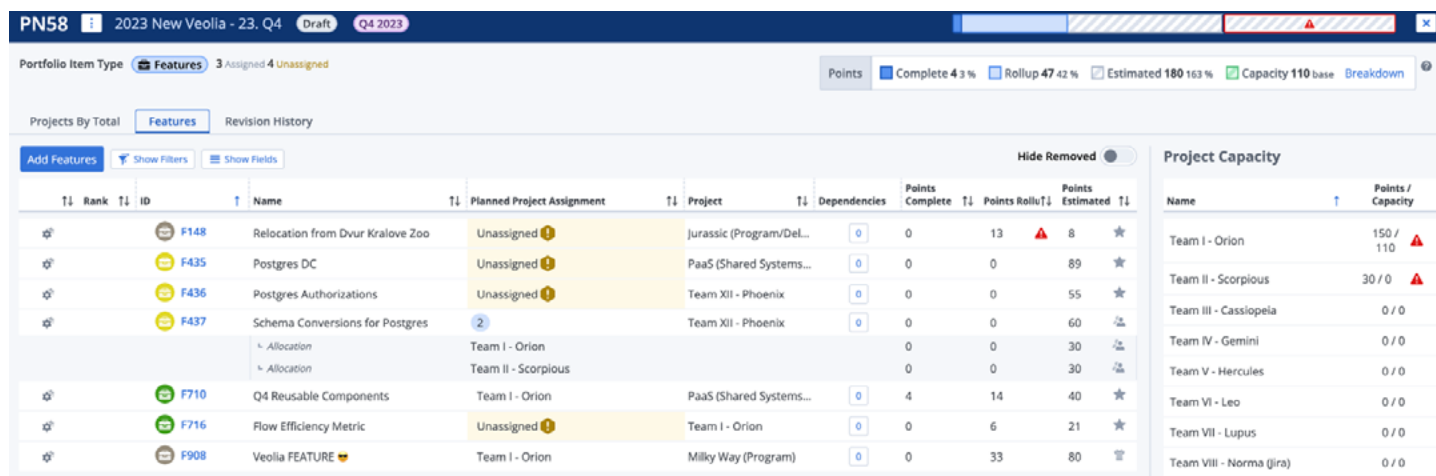 PN58 2023 New Veolia - 23. Q4 Draft Q4 2023
Portfolio Item Type Features 3 Assigned 4 Unassigned
Points Complete 4 3 % Rollup 47 42 % Estimated 180 163 % Capacity 110 base Breakdown
Projects By Total Features Revision History
Add Features Show Filters Show Fields Hide Removed
Project Capacity
Rank ID Name Planned Project Assignment Project Dependencies Points Complete Points Rollu Points Estimated
Name Points / Capacity
F148 Relocation from Dvur Kralove Zoo Unassigned Jurassic (Program/Del... 0 0 13 8
F435 Postgres DC Unassigned PaaS (Shared Systems... 0 0 0 89
F436 Postgres Authorizations Unassigned Team XII - Phoenix 0 0 0 55
F437 Schema Conversions for Postgres 2 Team XII - Phoenix 0 0 0 60
Allocation Team I - Orion 0 0 30
Allocation Team II - Scorpious 0 0 30
F710 Q4 Reusable Components Team I - Orion PaaS (Shared Systems... 0 4 14 40
F716 Flow Efficiency Metric Unassigned Team I - Orion 0 0 6 21
F908 Veolia FEATURE 😎 Team I - Orion Milky Way (Program) 0 0 33 80
Team I - Orion 150 / 110
Team II - Scorpious 30 / 0
Team III - Cassiopeia 0 / 0
Team IV - Gemini 0 / 0
Team V - Hercules 0 / 0
Team VI - Leo 0 / 0
Team VII - Lupus 0 / 0
Team VIII - Norma (Jira) 0 / 0